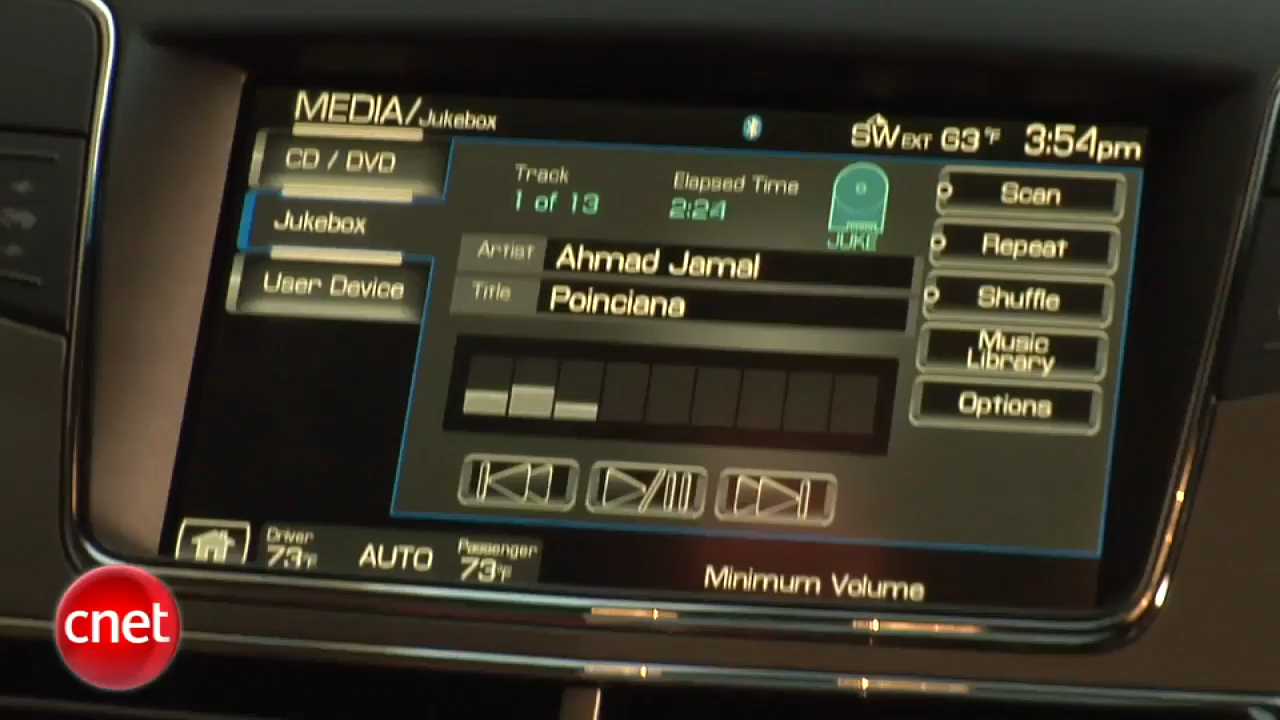 MEDIA/Jukebox
SW EXT 63°F 3:54pm
CD / DVD
Jukebox
User Device
Track
1 of 13
Elapsed Time
2:24
JUKE
Artist Ahmad Jamal
Title Poinciana
Scan
Repeat
Shuffle
Music
Library
Options
Driver
73°F
AUTO
Passenger
73°F
Minimum Volume
cnet